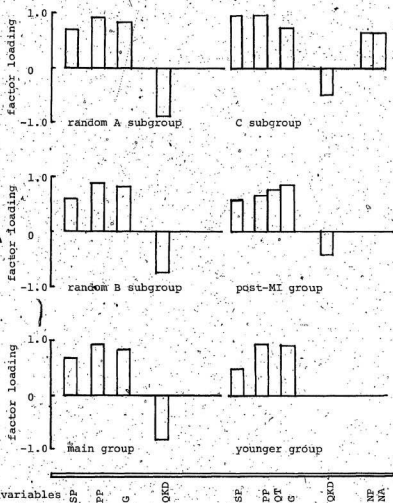 1.0
factor loading
0
-1.0
random A subgroup
C subgroup
1.0
factor loading
0
-1.0
random B subgroup
post-MI group
1.0
factor loading
0
-1.0
main group
younger group
variables SP PP G QKD SP PP QT G QKD NP NA